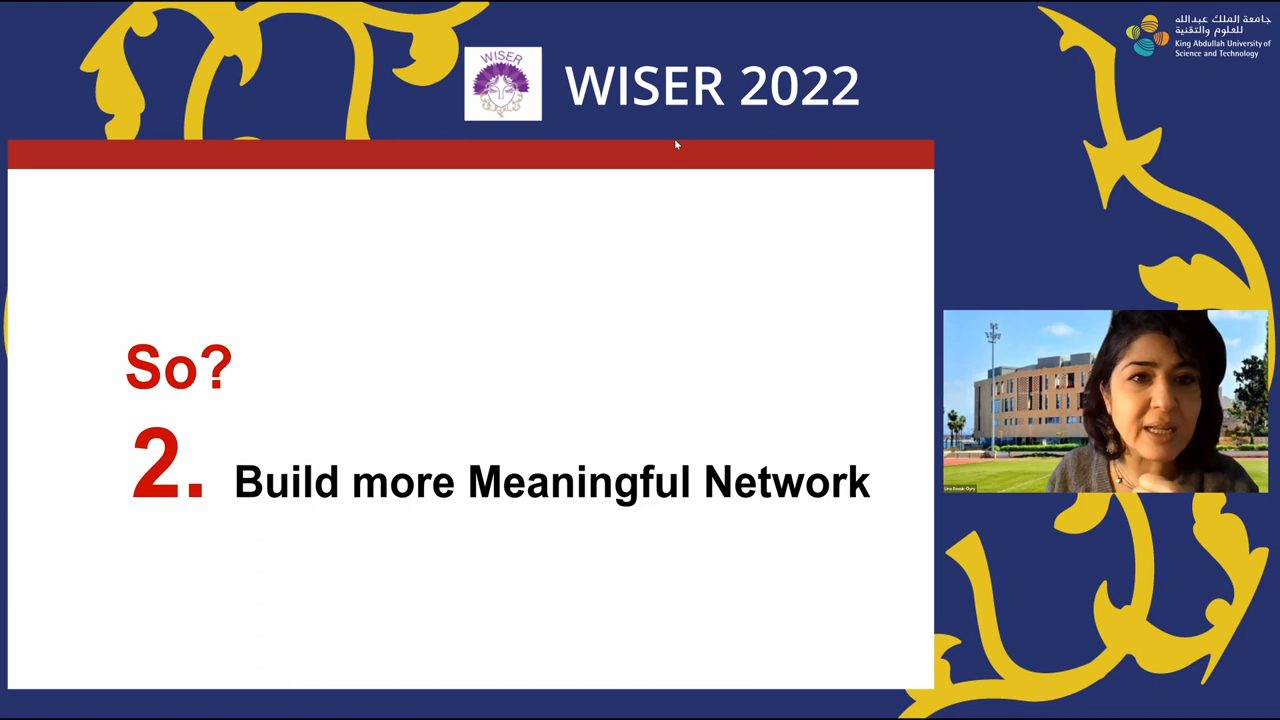 WISER
WISER 2022
جامعة الملك عبدالله
للعلوم والتقنية
King Abdullah University of
Science and Technology
So?
2. Build more Meaningful Network